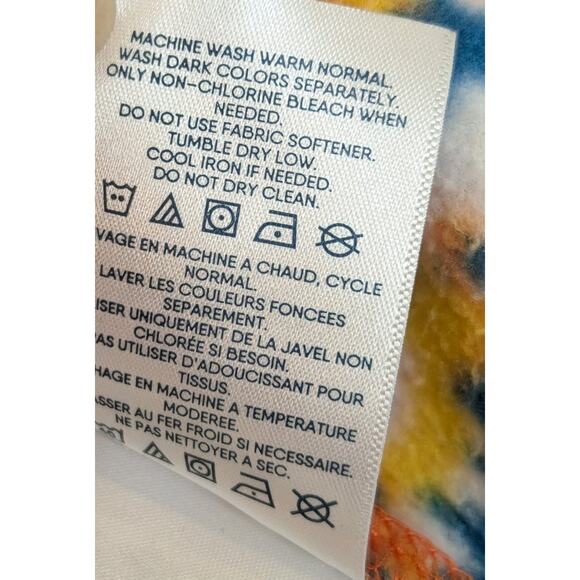 MACHINE WASH WARM NORMAL.
WASH DARK COLORS SEPARATELY.
ONLY NON-CHLORINE BLEACH WHEN
NEEDED.
DO NOT USE FABRIC SOFTENER.
TUMBLE DRY LOW.
COOL IRON IF NEEDED.
DO NOT DRY CLEAN.
VAGE EN MACHINE A CHAUD, CYCLE
NORMAL.
LAVER LES COULEURS FONCEES
SEPAREMENT.
ISER UNIQUEMENT DE LA JAVEL NON
CHLORÉE SI BESOIN.
AS UTILISER D'ADOUCISSANT POUR
TISSUS.
HAGE EN MACHINE A TEMPERATURE
MODEREE.
ASSER AU FER FROID SI NECESSAIRE.
NE PAS NETTOYER A SEC.